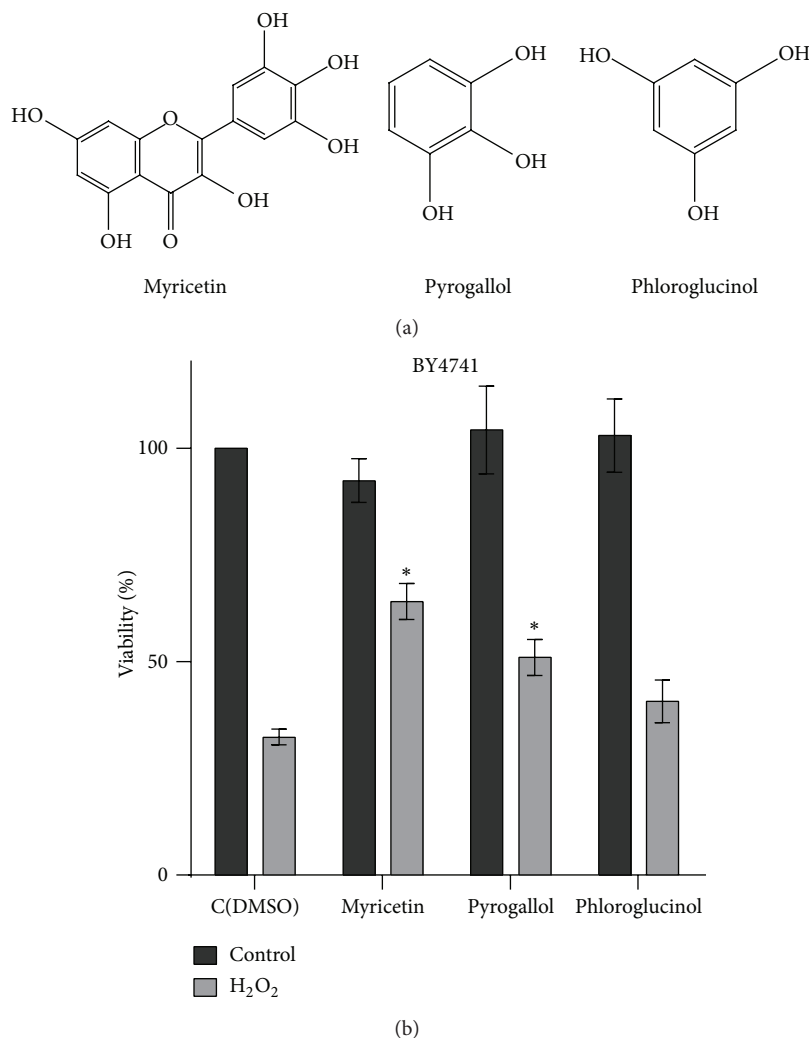 OH
OH
OH
HO
O
OH
OH
O
Myricetin
OH
OH
OH
Pyrogallol
HO
OH
OH
Phloroglucinol
(a)
BY4741
Viability (%)
100
50
0
*
*
C(DMSO) Myricetin Pyrogallol Phloroglucinol
Control
H₂O₂
(b)